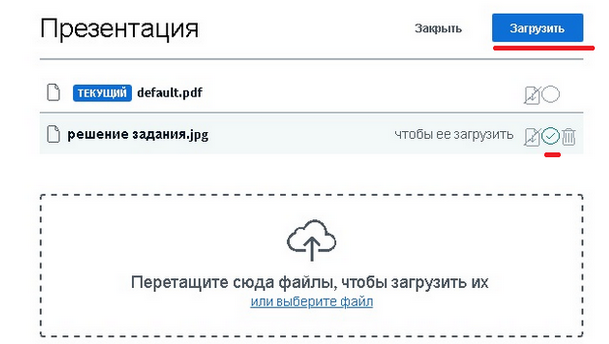 Презентация Закрыть Загрузить
ТЕКУЩИЙ default.pdf
решение задания.jpg чтобы ее загрузить
Перетащите сюда файлы, чтобы загрузить их
или выберите файл